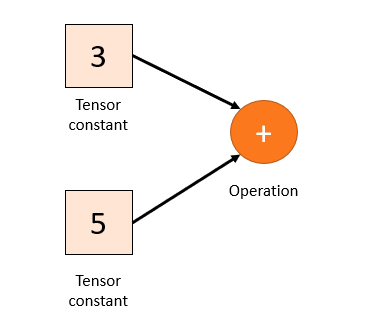 3
Tensor
constant
+
Operation
5
Tensor
constant